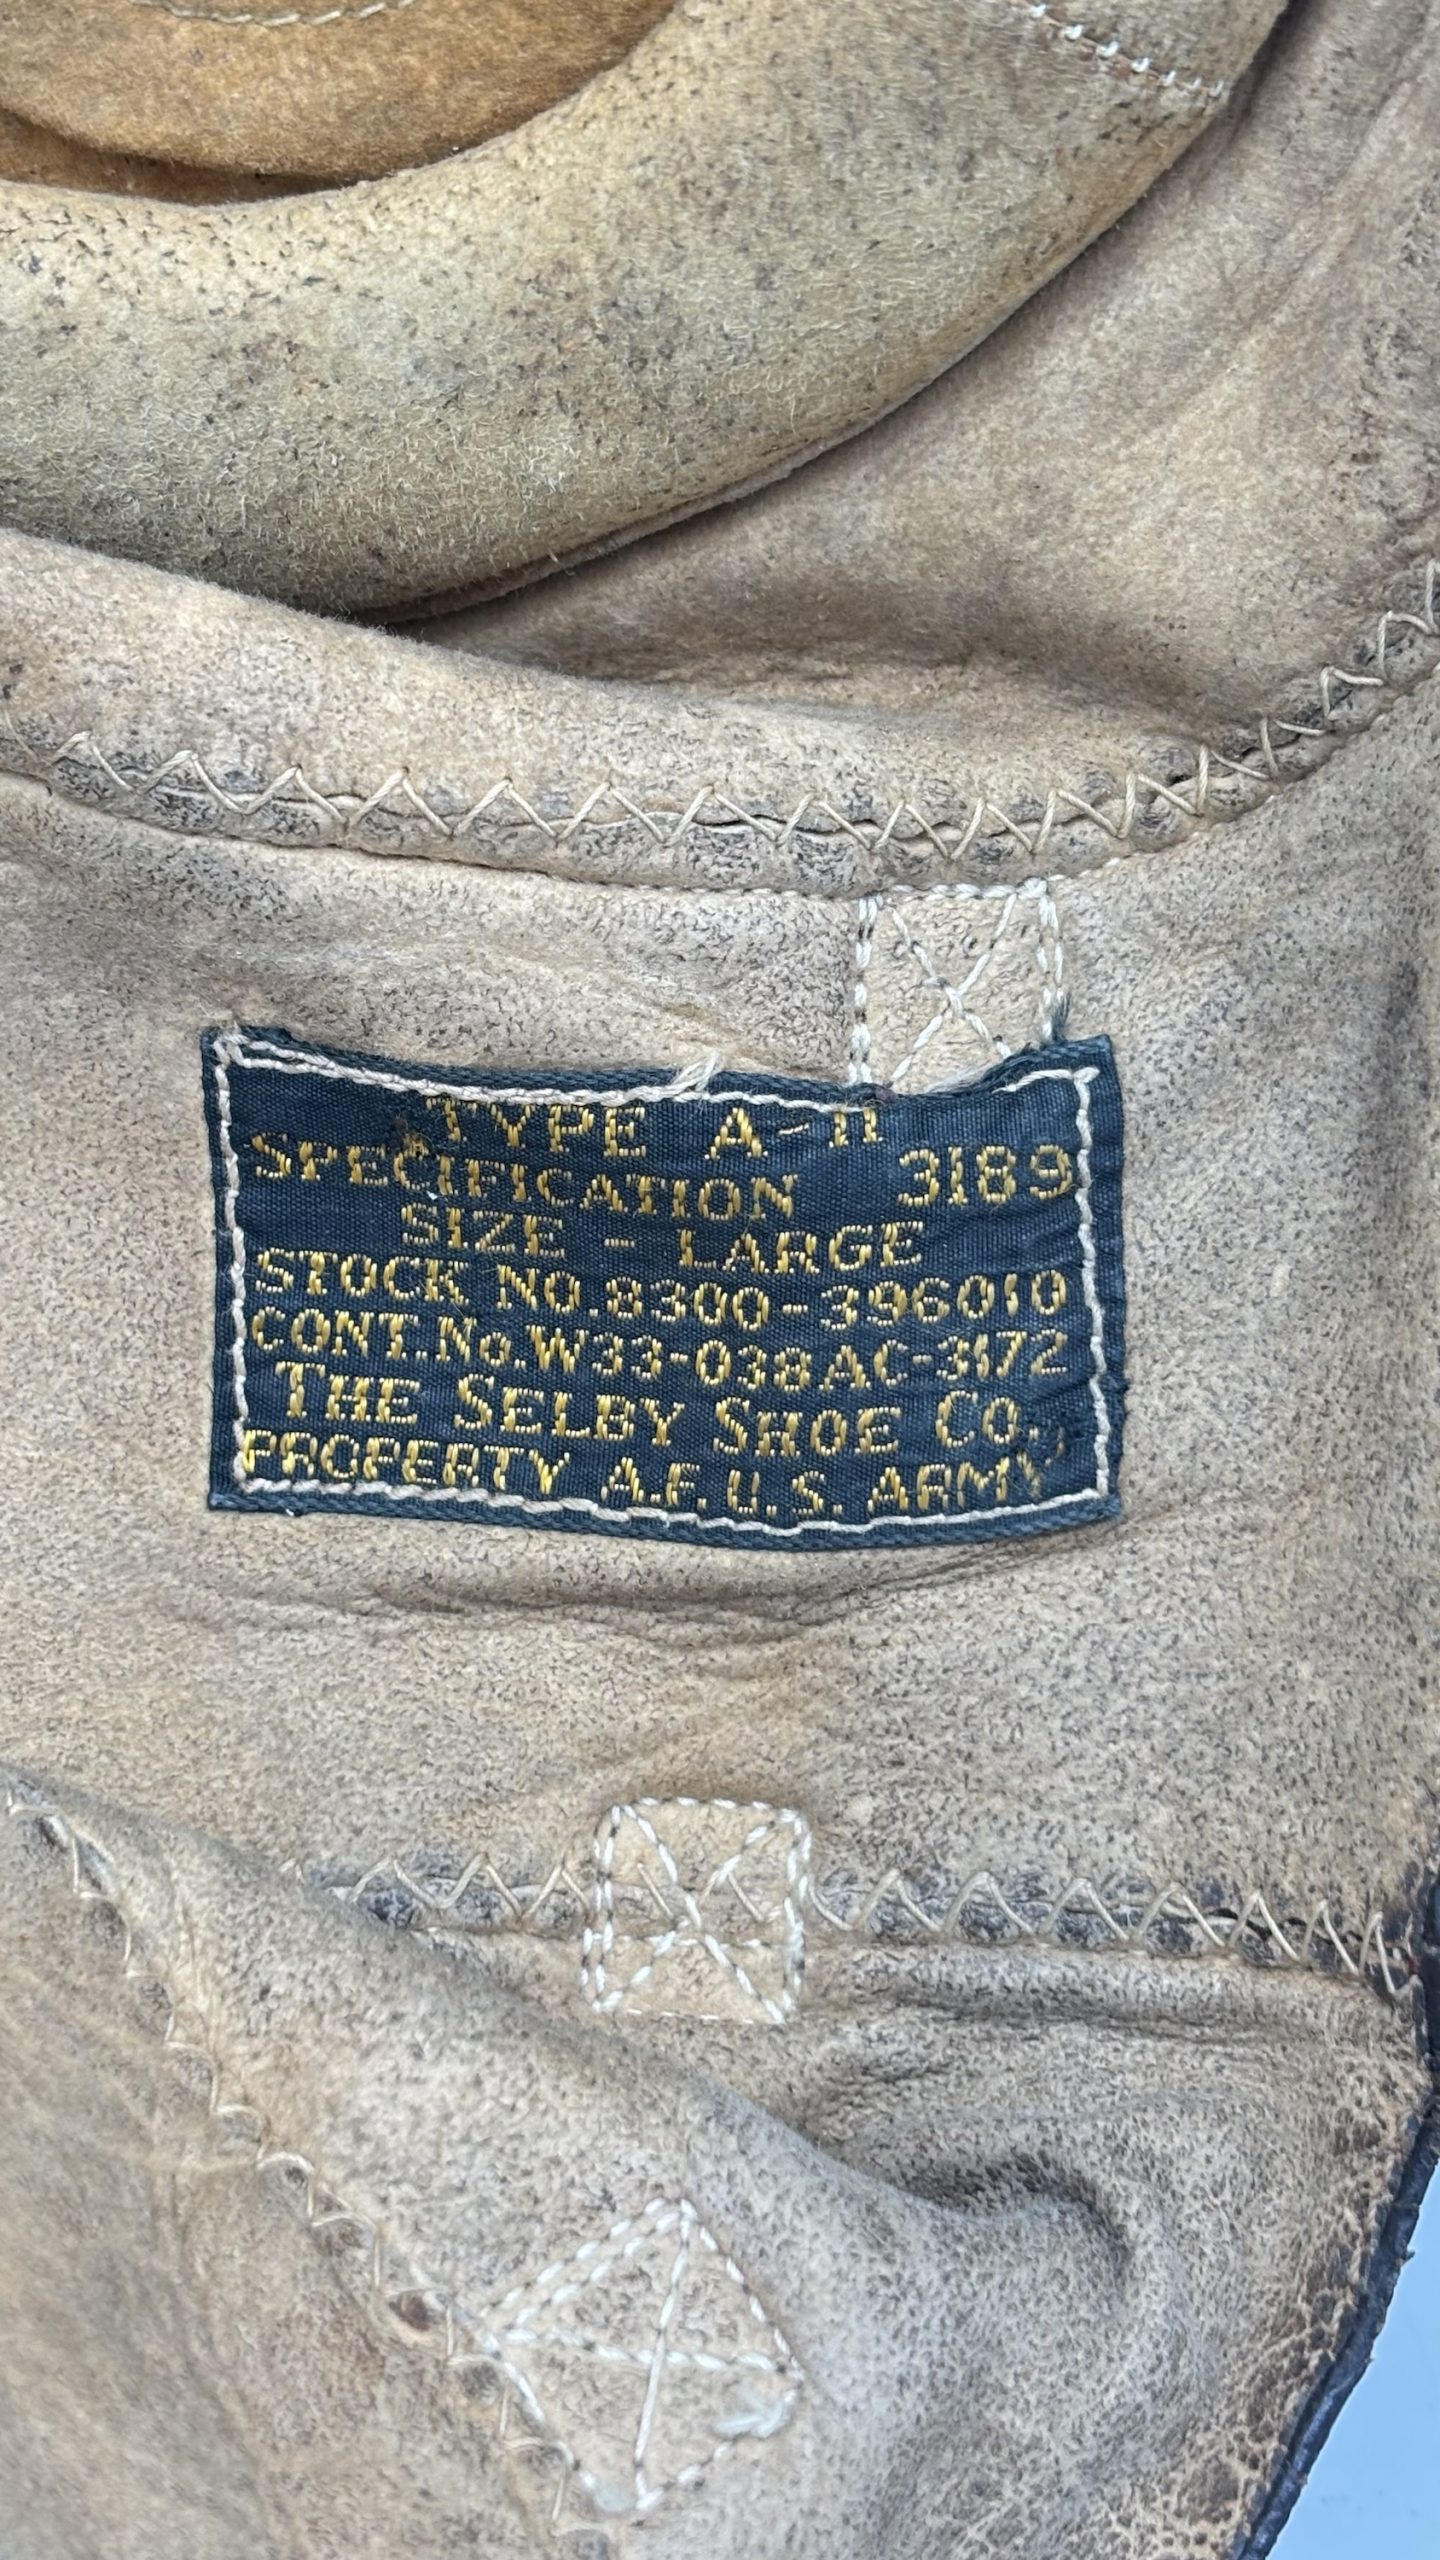 TYPE A-11
SPECIFICATION 3189
SIZE - LARGE
STOCK NO. 8300-396010
CONT. No. W33-038AC-3172
THE SELBY SHOE CO.
PROPERTY A.F. U.S. ARMY